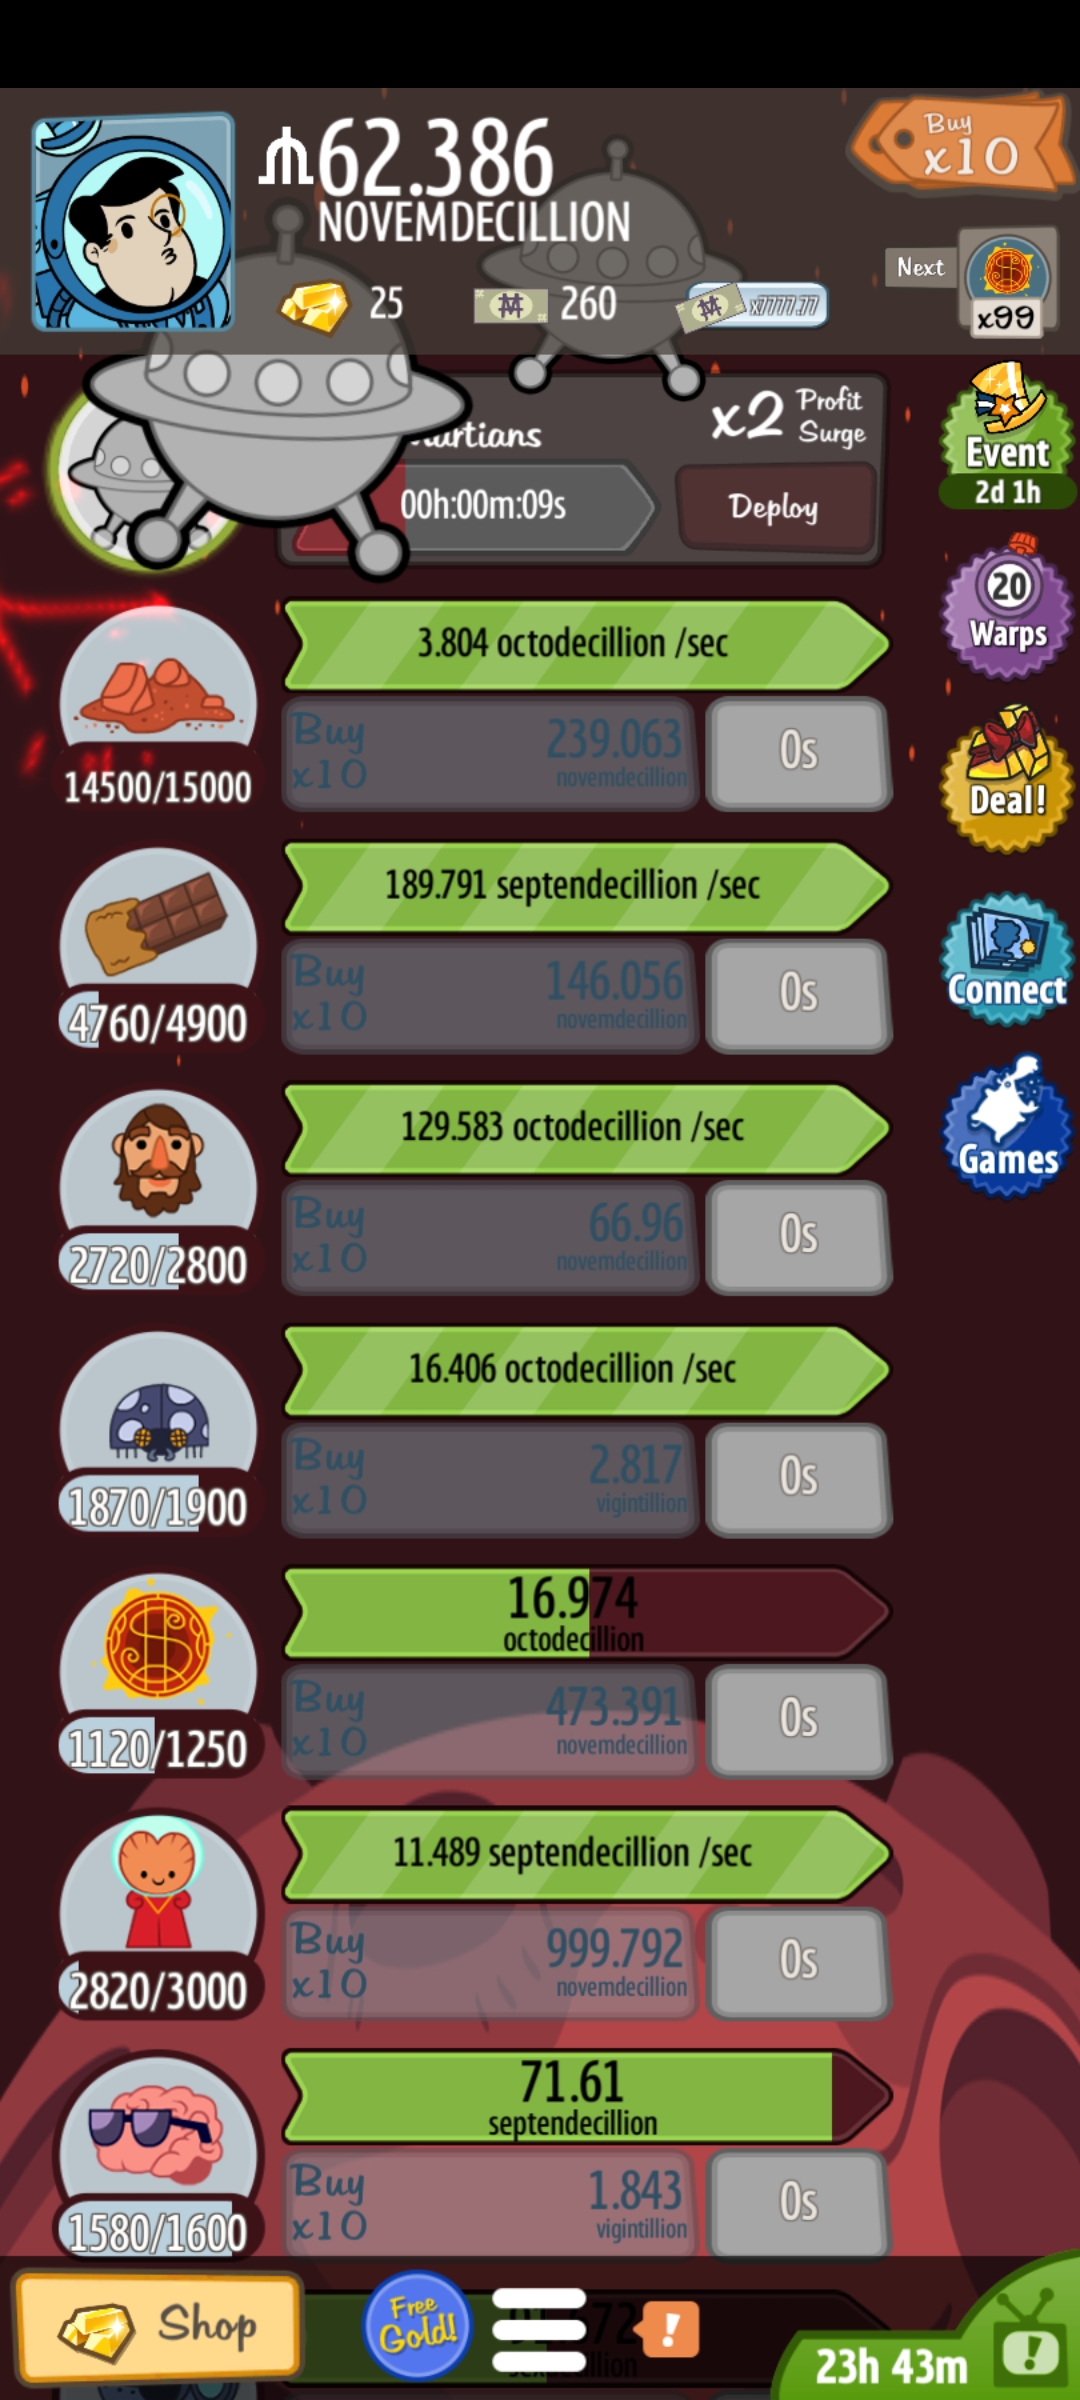 62.386
NOVEMDECILLION
Buy
x10
25
260
x7777.77
Next
x99
x2 Profit
Surge
00h:00m:09s
Deploy
Event
2d 1h
3.804 octodecillion /sec
Buy
x10
239.063
novemdecillion
0s
14500/15000
20
Warps
189.791 septendecillion /sec
Buy
x10
146.056
novemdecillion
0s
4760/4900
Deal!
129.583 octodecillion /sec
Buy
x10
66.96
novemdecillion
0s
2720/2800
Connect
16.406 octodecillion /sec
Buy
x10
2.817
vigintillion
0s
1870/1900
Games
16.974
octodecillion
Buy
x10
473.391
novemdecillion
0s
1120/1250
11.489 septendecillion /sec
Buy
x10
999.792
novemdecillion
0s
2820/3000
71.61
septendecillion
Buy
x10
1.843
vigintillion
0s
1580/1600
Shop
Free
Gold!
!
23h 43m
!